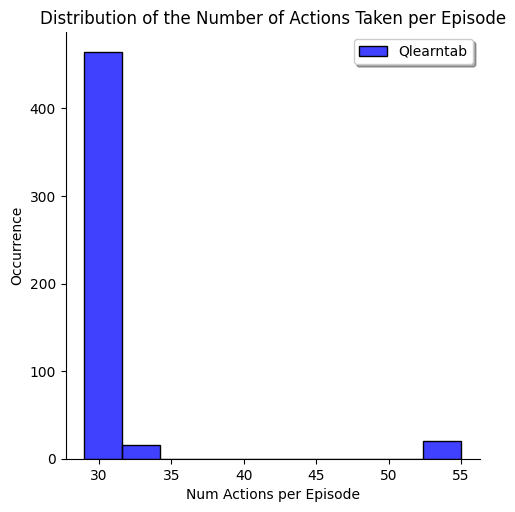 Distribution of the Number of Actions Taken per Episode
Qlearntab
Occurrence
400
300
200
100
0
30 35 40 45 50 55
Num Actions per Episode